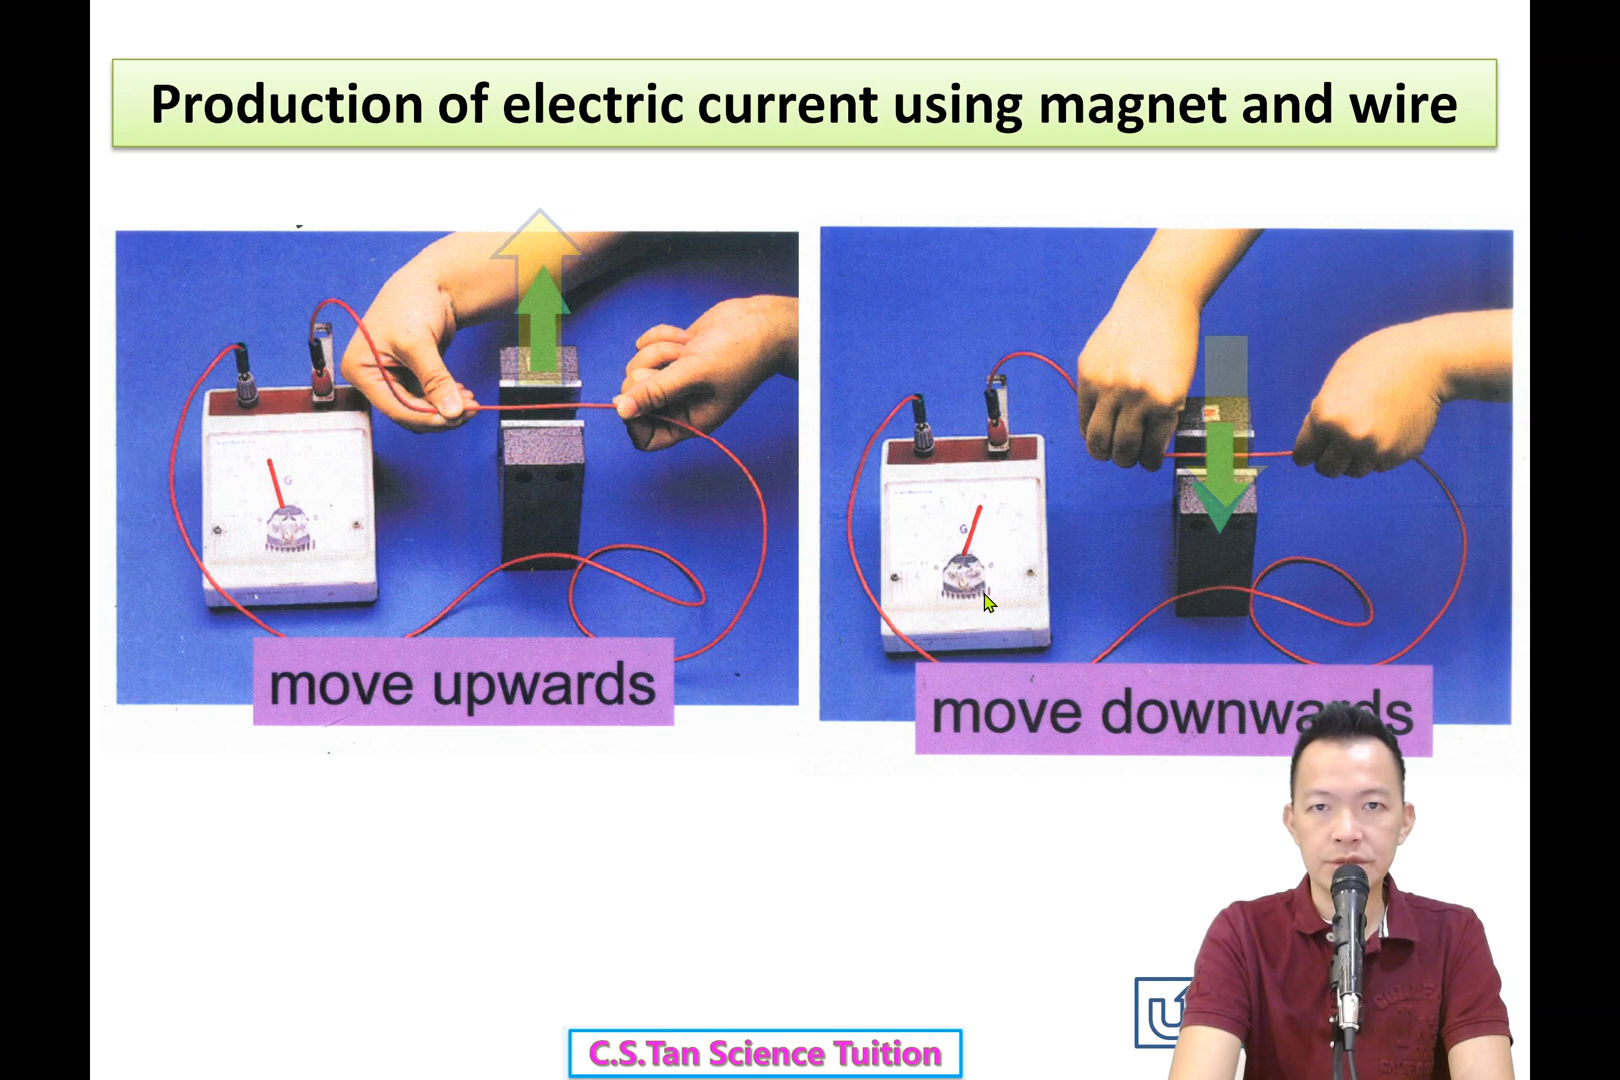 Production of electric current using magnet and wire
G
G
move upwards
move downwards
C.S.Tan Science Tuition